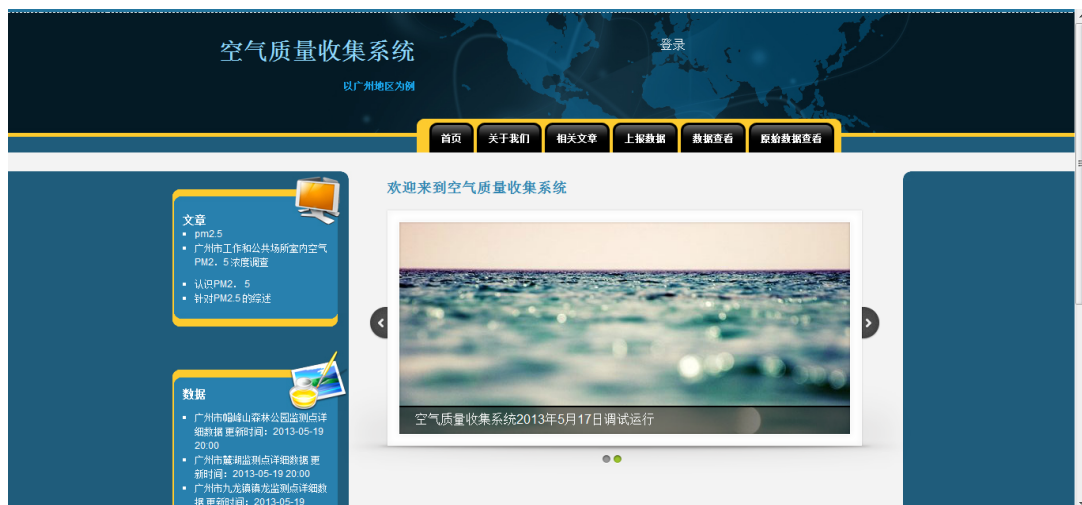 空气质量收集系统
登录
以广州地区为例
首页 关于我们 相关文章 上报数据 数据查看 原始数据查看
欢迎来到空气质量收集系统
文章
pm2.5
广州市工作和公共场所室内空气
PM2．5浓度调查
认识PM2．5
针对PM2.5的综述
空气质量收集系统2013年5月17日调试运行
数据
广州市帽峰山森林公园监测点详
细数据 更新时间：2013-05-19
20:00
广州市麓湖监测点详细数据 更
新时间：2013-05-19 20:00
广州市九龙镇镇龙监测点详细数
据 更新时间：2013-05-19